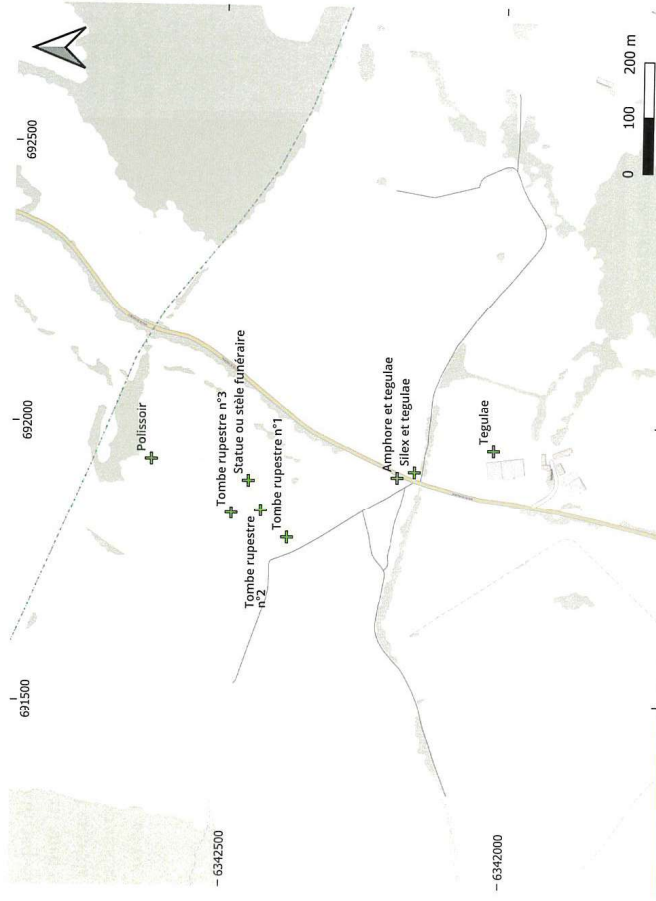 691500
692000
692500
Polissoir
6342500
Tombe rupestre n°3
Statue ou stèle funéraire
Tombe rupestre
n°2
Tombe rupestre n°1
Amphore et tegulae
Silex et tegulae
Tegulae
6342000
0 100 200 m